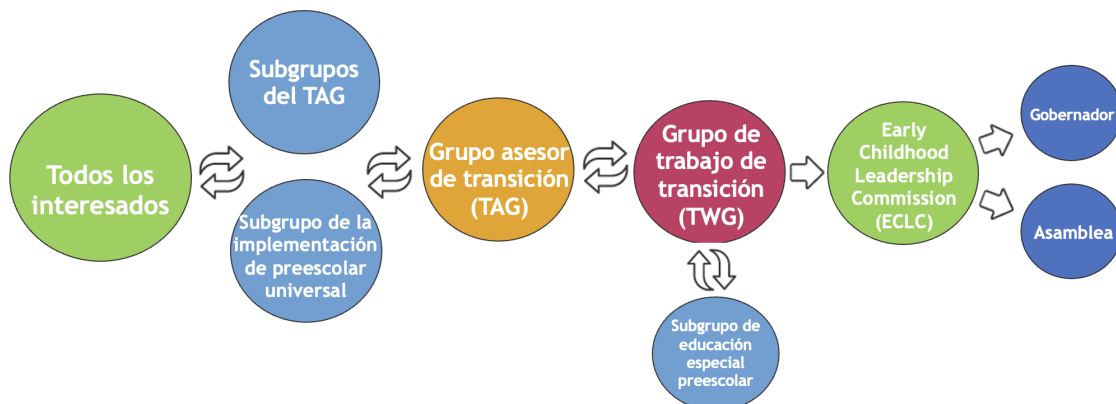 Todos los
interesados
Subgrupos
del TAG
Subgrupo de la
implementación
de preescolar
universal
Grupo asesor
de transición
(TAG)
Grupo de
trabajo de
transición
(TWG)
Subgrupo de
educación
especial
preescolar
Early
Childhood
Leadership
Commission
(ECLC)
Gobernador
Asamblea